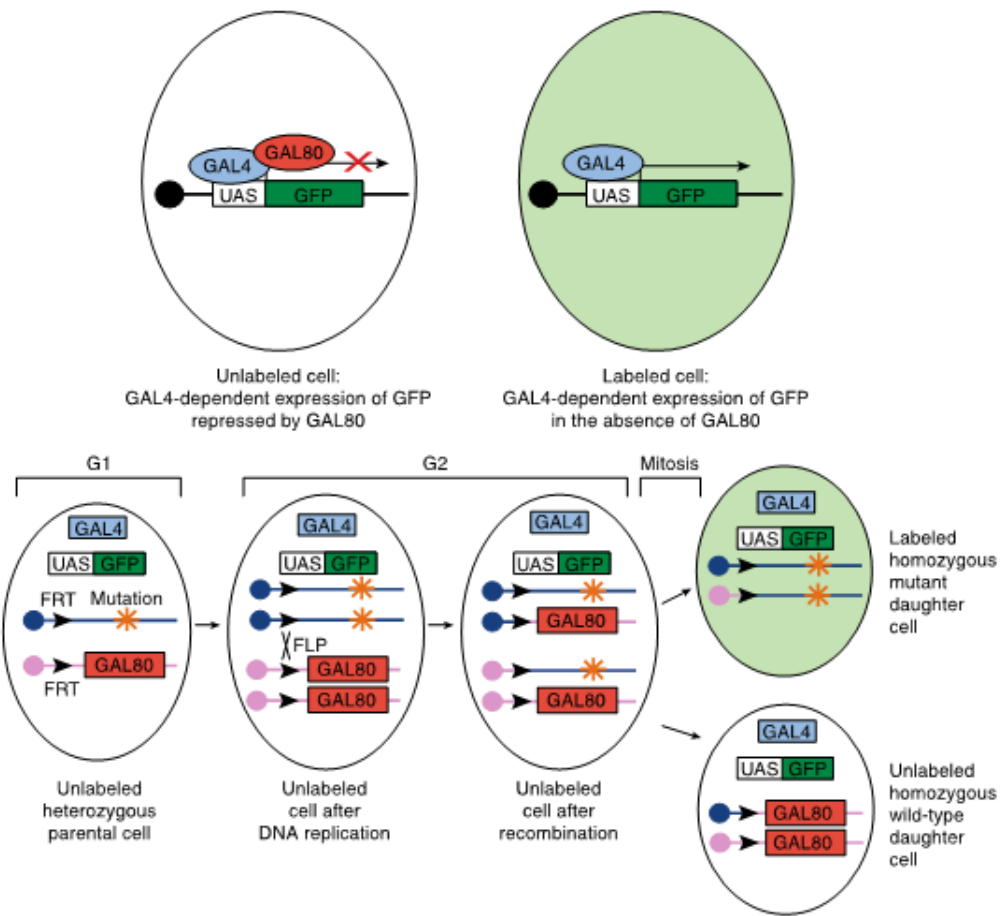 GAL4
GAL80
UAS
GFP
GAL4
UAS
GFP
Unlabeled cell:
GAL4-dependent expression of GFP
repressed by GAL80
Labeled cell:
GAL4-dependent expression of GFP
in the absence of GAL80
G1
G2
Mitosis
GAL4
UAS GFP
FRT Mutation
GAL80
FRT
Unlabeled
heterozygous
parental cell
GAL4
UAS GFP
FLP
GAL80
GAL80
Unlabeled
cell after
DNA replication
GAL4
UAS GFP
GAL80
GAL80
Unlabeled
cell after
recombination
GAL4
UAS GFP
Labeled
homozygous
mutant
daughter
cell
GAL4
UAS GFP
GAL80
GAL80
Unlabeled
homozygous
wild-type
daughter
cell